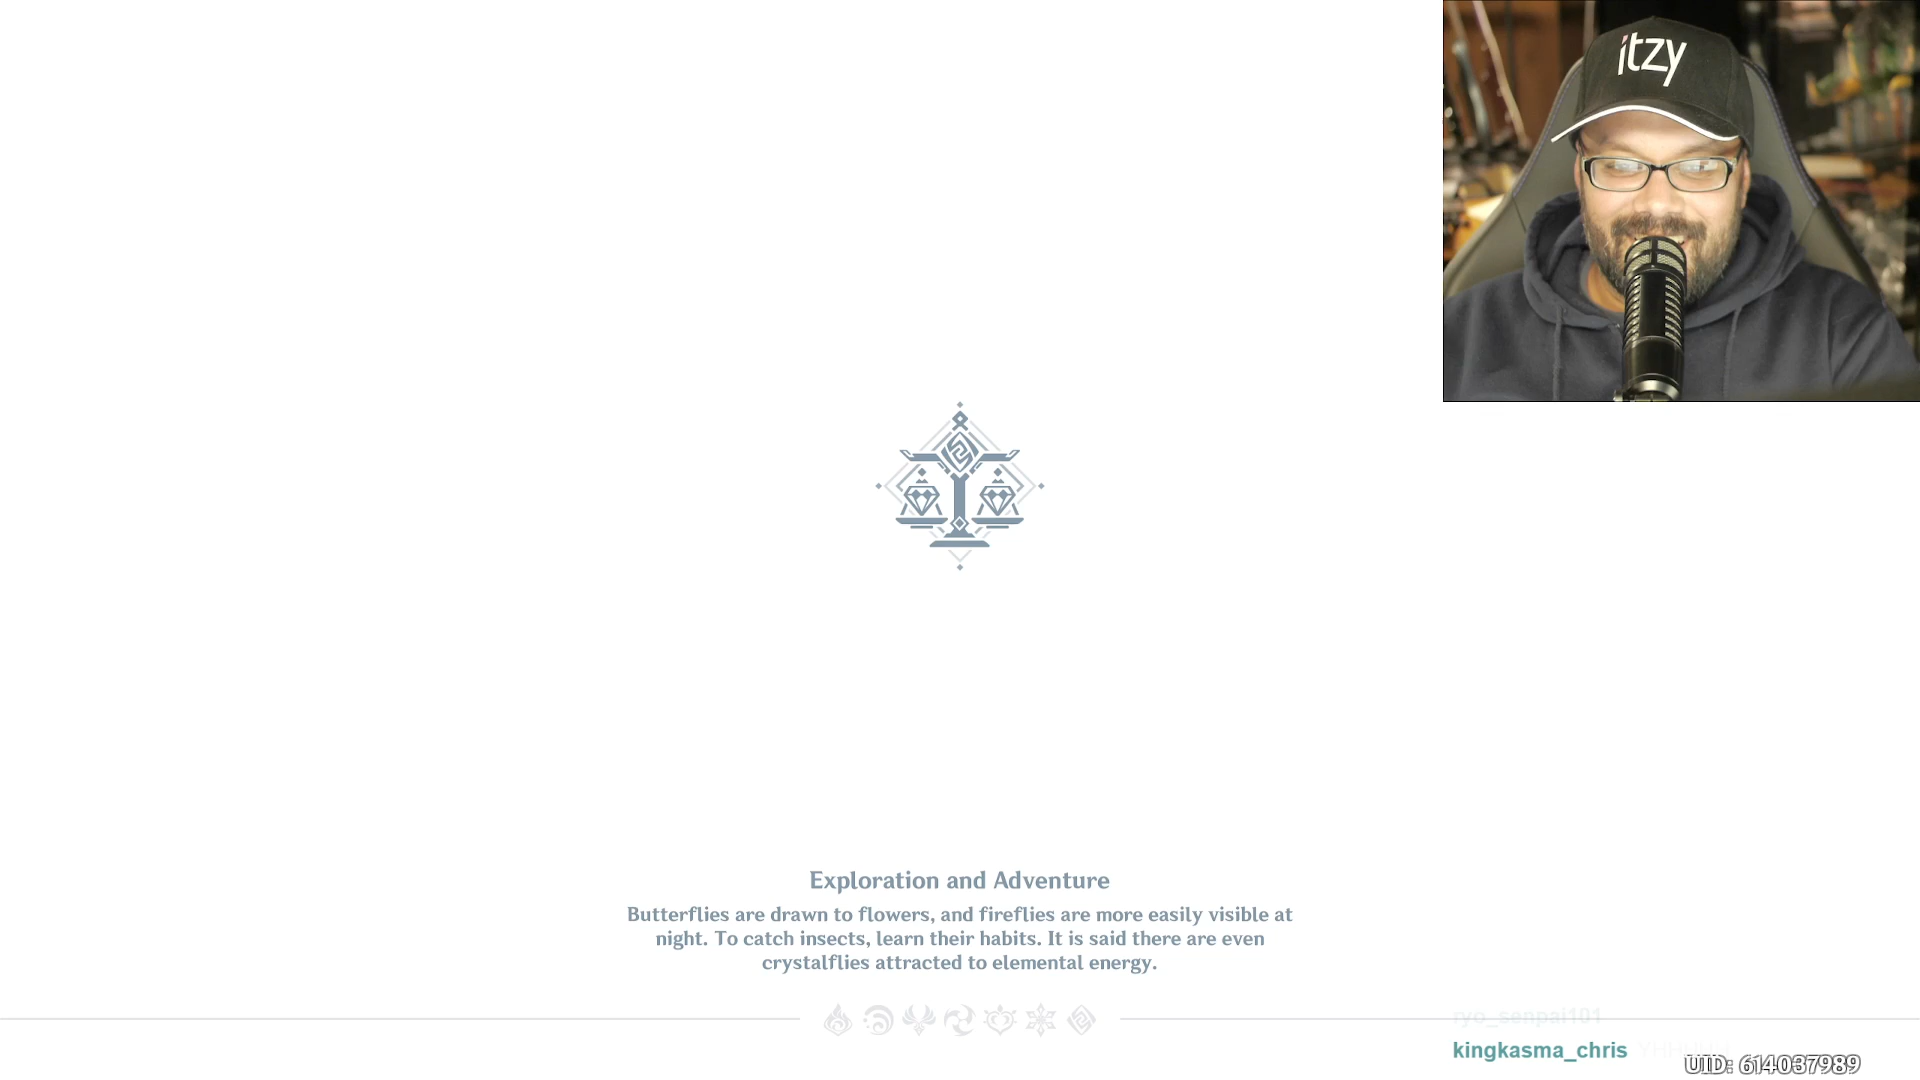 itzy
Exploration and Adventure
Butterflies are drawn to flowers, and fireflies are more easily visible at
night. To catch insects, learn their habits. It is said there are even
crystalflies attracted to elemental energy.
ryo_senpai101
kingkasma_chris
UID: 614037989